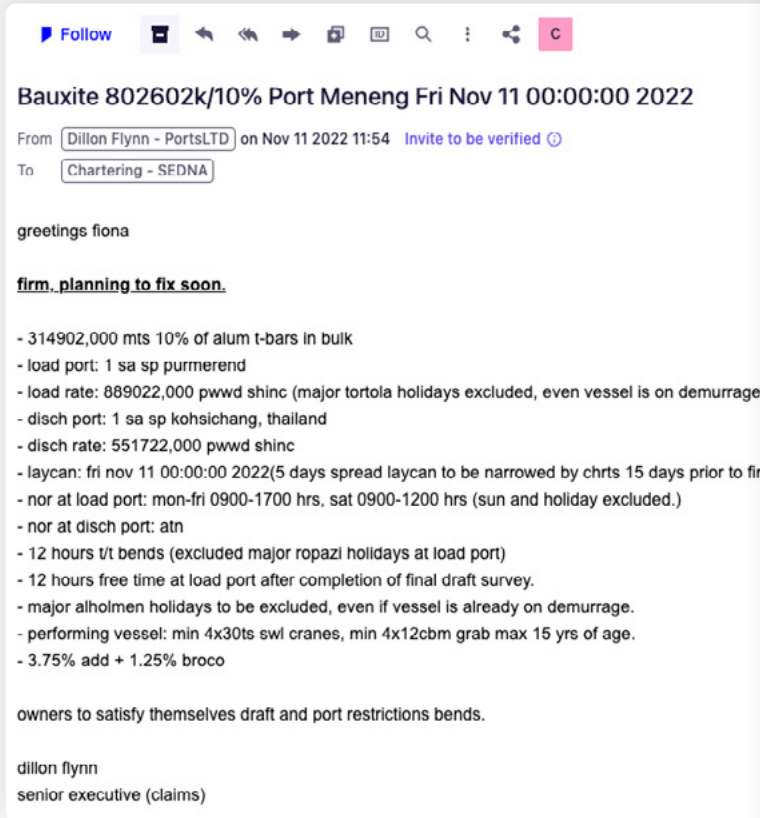 Follow
C
Bauxite 802602k/10% Port Meneng Fri Nov 11 00:00:00 2022
From Dillon Flynn - PortsLTD on Nov 11 2022 11:54 Invite to be verified
To Chartering - SEDNA
greetings fiona
firm, planning to fix soon.
- 314902,000 mts 10% of alum t-bars in bulk
- load port: 1 sa sp purmerend
- load rate: 889022,000 pwwd shinc (major tortola holidays excluded, even vessel is on demurrage
- disch port: 1 sa sp kohsichang, thailand
- disch rate: 551722,000 pwwd shinc
- laycan: fri nov 11 00:00:00 2022(5 days spread laycan to be narrowed by chrts 15 days prior to
- nor at load port: mon-fri 0900-1700 hrs, sat 0900-1200 hrs (sun and holiday excluded.)
- nor at disch port: atn
- 12 hours t/t bends (excluded major ropazi holidays at load port)
- 12 hours free time at load port after completion of final draft survey.
- major alholmen holidays to be excluded, even if vessel is already on demurrage.
- performing vessel: min 4x30ts swl cranes, min 4x12cbm grab max 15 yrs of age.
- 3.75% add + 1.25% broco
owners to satisfy themselves draft and port restrictions bends.
dillon flynn
senior executive (claims)